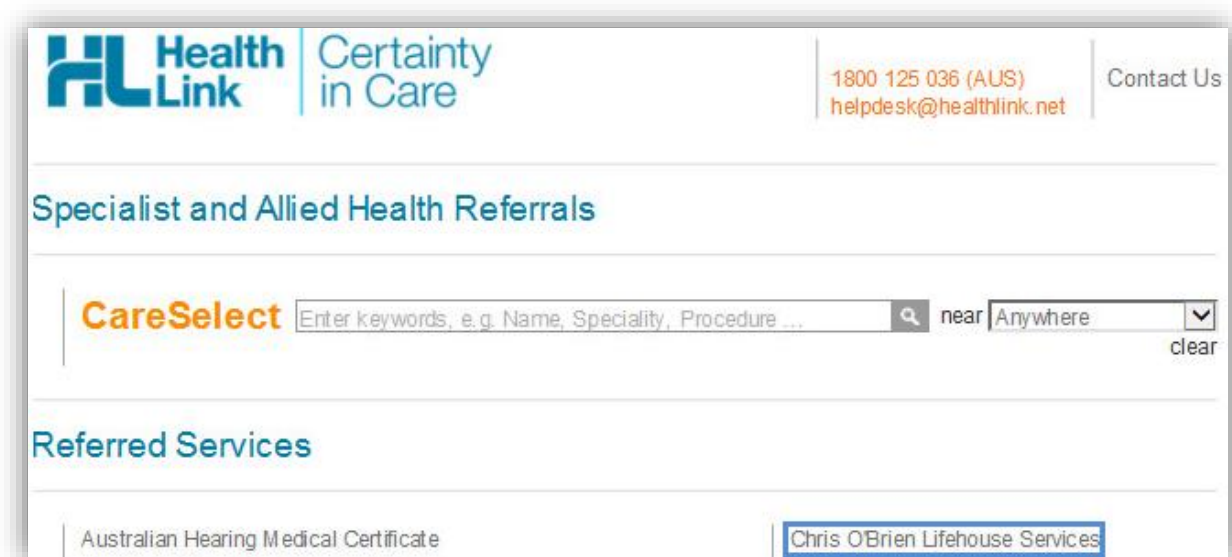 HL Health Link
Certainty in Care
1800 125 036 (AUS)
helpdesk@healthlink.net
Contact Us
Specialist and Allied Health Referrals
CareSelect Enter keywords, e.g. Name, Speciality, Procedure ... near Anywhere
clear
Referred Services
Australian Hearing Medical Certificate
Chris O'Brien Lifehouse Services